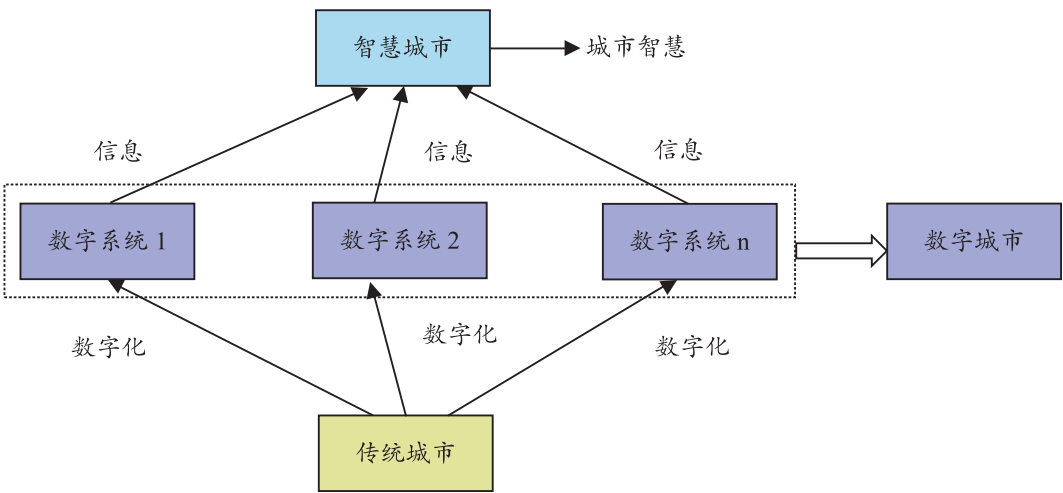 智慧城市
城市智慧
信息
信息
信息
数字系统 1
数字系统 2
数字系统 n
数字城市
数字化
数字化
数字化
传统城市